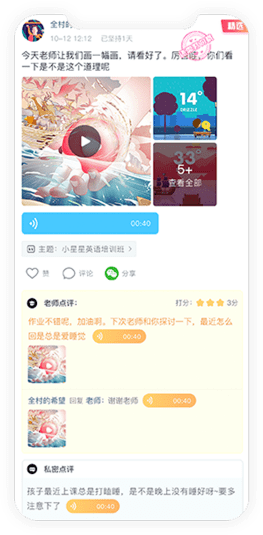 全村的
精选
10-12 12:12 已坚持1天
今天老师让我们画一幅画，请看好了。厉
你们看
一下是不是这个道理呢
14°
33°
5+
查看全部
00:40
主题：小星星英语培训班 >
赞
评论
分享
老师点评：
打分：
3分
作业不错呢，加油啊。下次老师和你探讨一下，最近怎么
回是总是爱睡觉
00:40
全村的希望 回复 老师：谢谢老师
00:40
私密点评
孩子最近上课总是打瞌睡，是不是晚上没有睡好呀~要多
注意下了
00:40